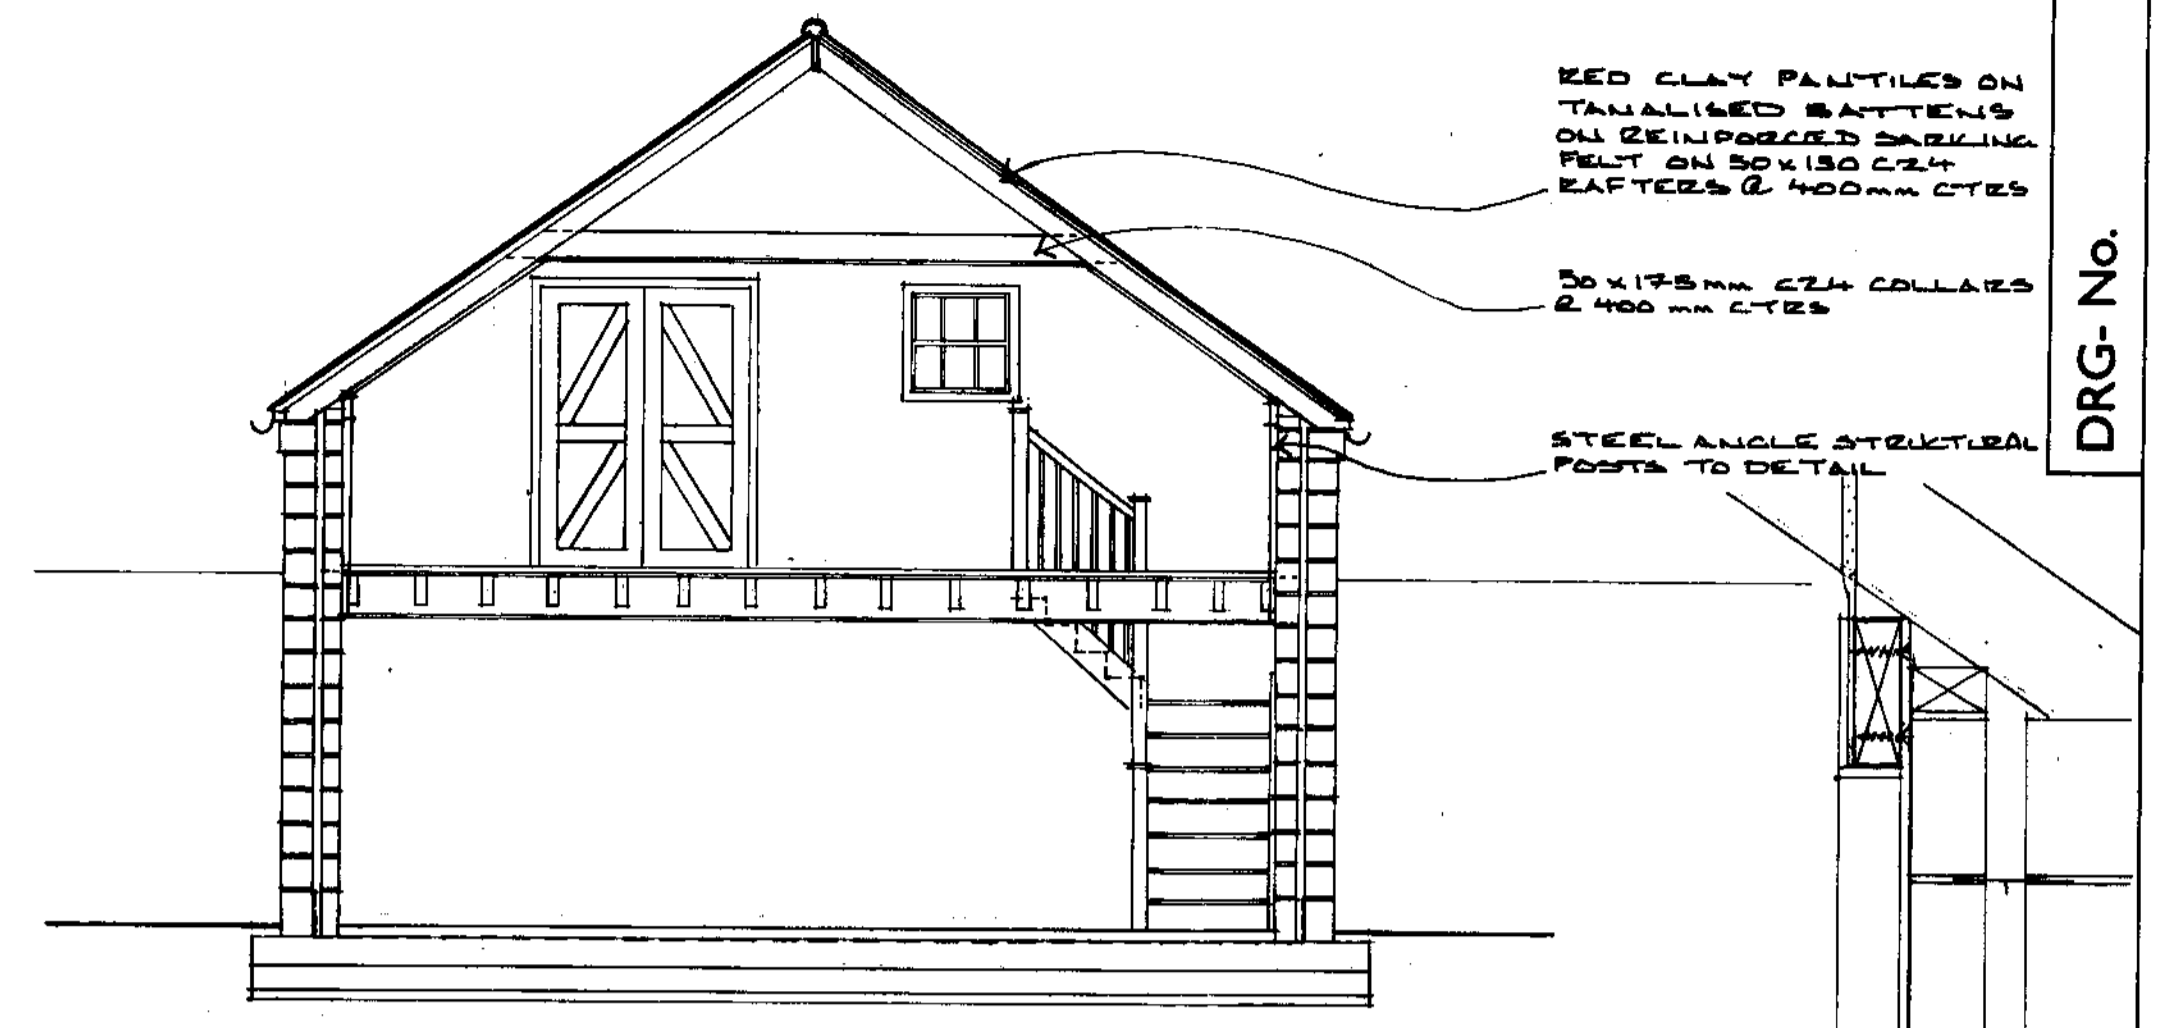 RED CLAY PANTILES ON
TANALISED BATTENS
ON REINFORCED SARKING
FELT ON 50 x 150 C24
RAFTERS @ 400mm CTRS
50 x 175mm C24 COLLARS
@ 400 mm CTRS
STEEL ANGLE STRUCTURAL
POSTS TO DETAIL
DRG- No.